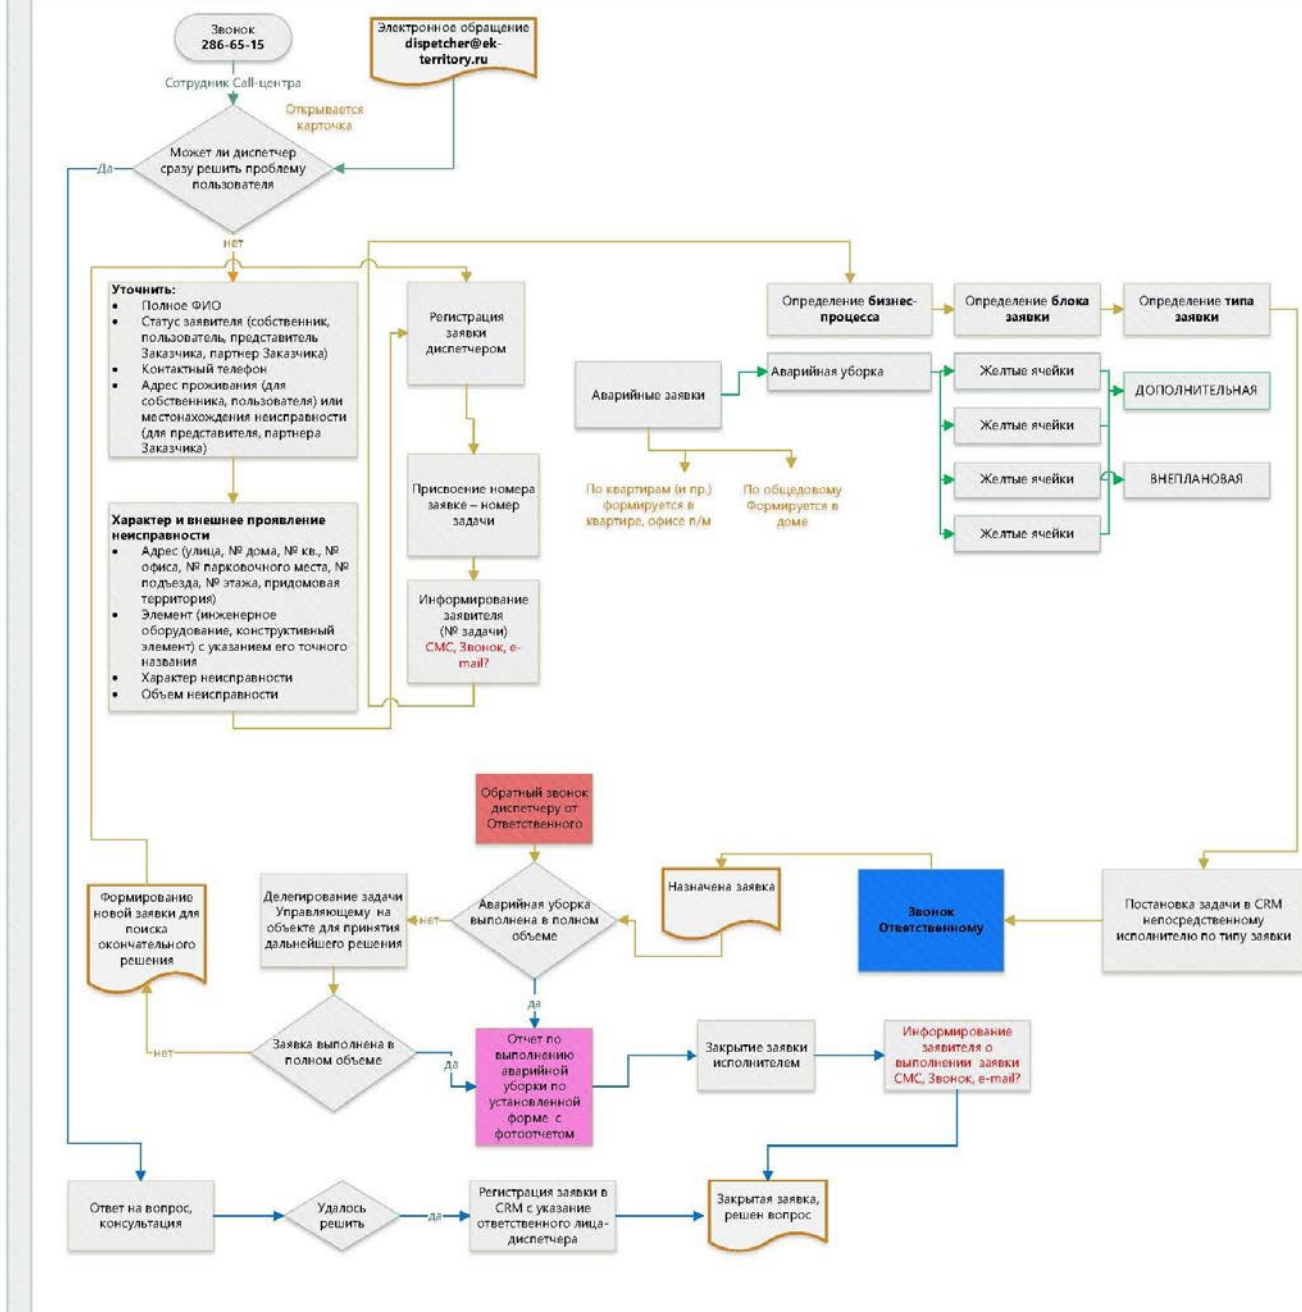 Звонок
286-65-15
Электронное обращение
dispetcher@ek-
territory.ru
Сотрудник Call-центра
Открывается
карточка
Может ли диспетчер
сразу решить проблему
пользователя
Да
нет
Уточнить:
• Полное ФИО
• Статус заявителя (собственник,
пользователь, представитель
Заказчика, партнер Заказчика)
• Контактный телефон
• Адрес проживания (для
собственника, пользователя) или
местонахождения неисправности
(для представителя, партнера
Заказчика)
Характер и внешнее проявление
неисправности
• Адрес (улица, № дома, № кв., №
офиса, № парковочного места, №
подъезда, № этажа, придомовая
территория)
• Элемент (инженерное
оборудование, конструктивный
элемент) с указанием его точного
названия
• Характер неисправности
• Объем неисправности
Регистрация
заявки
диспетчером
Присвоение номера
заявке – номер
задачи
Информирование
заявителя
(№ задачи)
СМС, Звонок, e-
mail?
Определение бизнес-
процесса
Определение блока
заявки
Определение типа
заявки
Аварийные заявки
Аварийная уборка
Желтые ячейки
Желтые ячейки
Желтые ячейки
Желтые ячейки
ДОПОЛНИТЕЛЬНАЯ
ВНЕПЛАНОВАЯ
По квартирам (и пр.)
формируется в
квартире, офисе п/м
По общедовому
Формируется в
доме
Обратный звонок
диспетчеру от
Ответственного
Формирование
новой заявки для
поиска
окончательного
решения
Делегирование задачи
Управляющему на
объекте для принятия
дальнейшего решения
нет
Аварийная уборка
выполнена в полном
объеме
Назначена заявка
Звонок
Ответственному
Постановка задачи в CRM
непосредственному
исполнителю по типу заявки
да
нет
Заявка выполнена в
полном объеме
да
Отчет по
выполнению
аварийной
уборки по
установленной
форме с
фотоотчетом
Закрытие заявки
исполнителем
Информирование
заявителя о
выполнении заявки
СМС, Звонок, e-mail?
Ответ на вопрос,
консультация
Удалось
решить
да
Регистрация заявки в
CRM с указание
ответственного лица-
диспетчера
Закрытая заявка,
решен вопрос